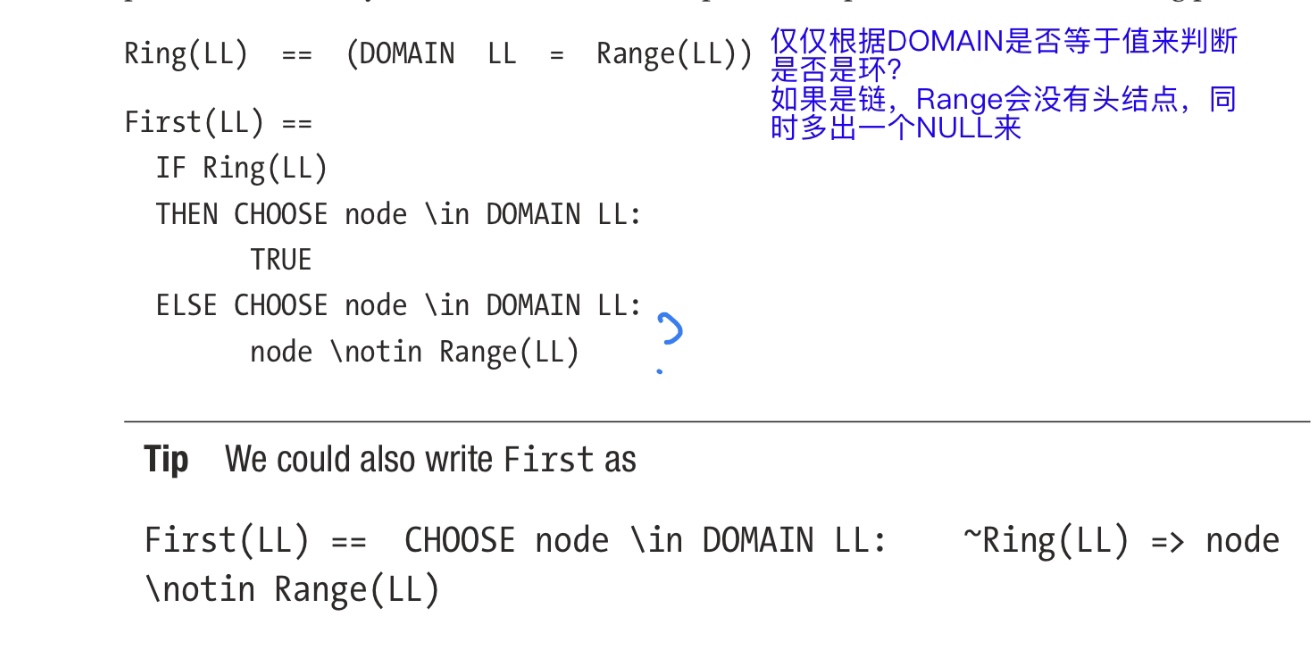 Ring(LL) == (DOMAIN LL = Range(LL))
仅仅根据DOMAIN是否等于值来判断
是否是环?
如果是链，Range会没有头结点，同
时多出一个NULL来
First(LL) ==
IF Ring(LL)
THEN CHOOSE node \in DOMAIN LL:
TRUE
ELSE CHOOSE node \in DOMAIN LL:
node \notin Range(LL)
?
Tip We could also write First as
First(LL) == CHOOSE node \in DOMAIN LL: ~Ring(LL) => node
\notin Range(LL)